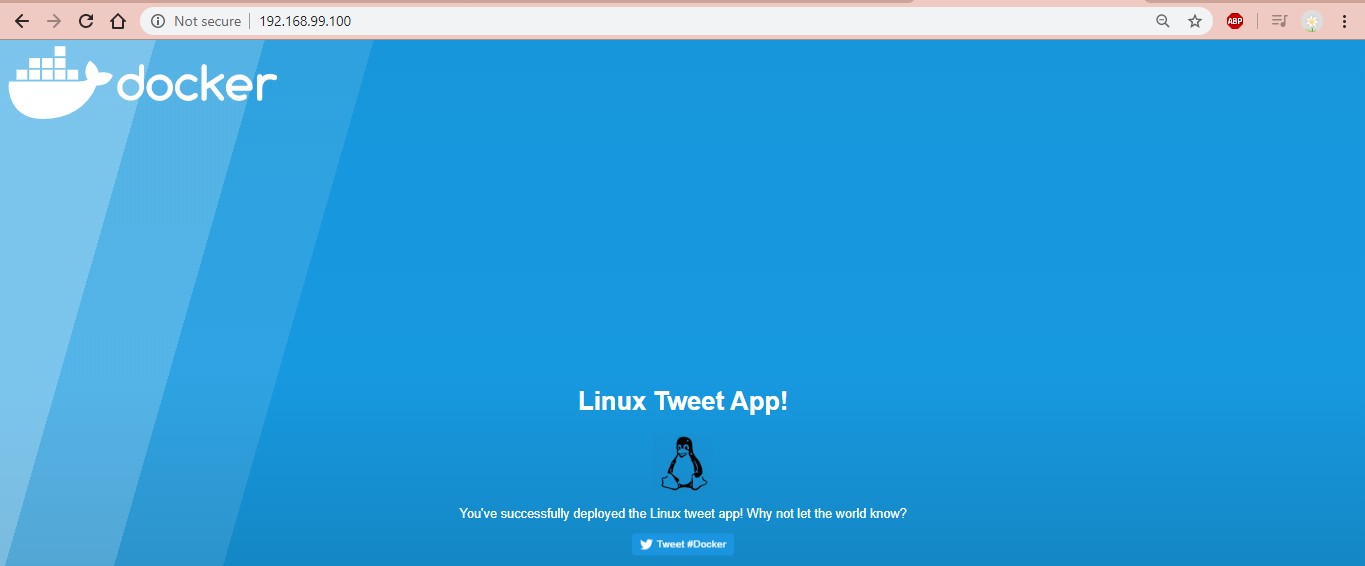 Not secure | 192.168.99.100
ABP
docker
Linux Tweet App!
You've successfully deployed the Linux tweet app! Why not let the world know?
Tweet #Docker